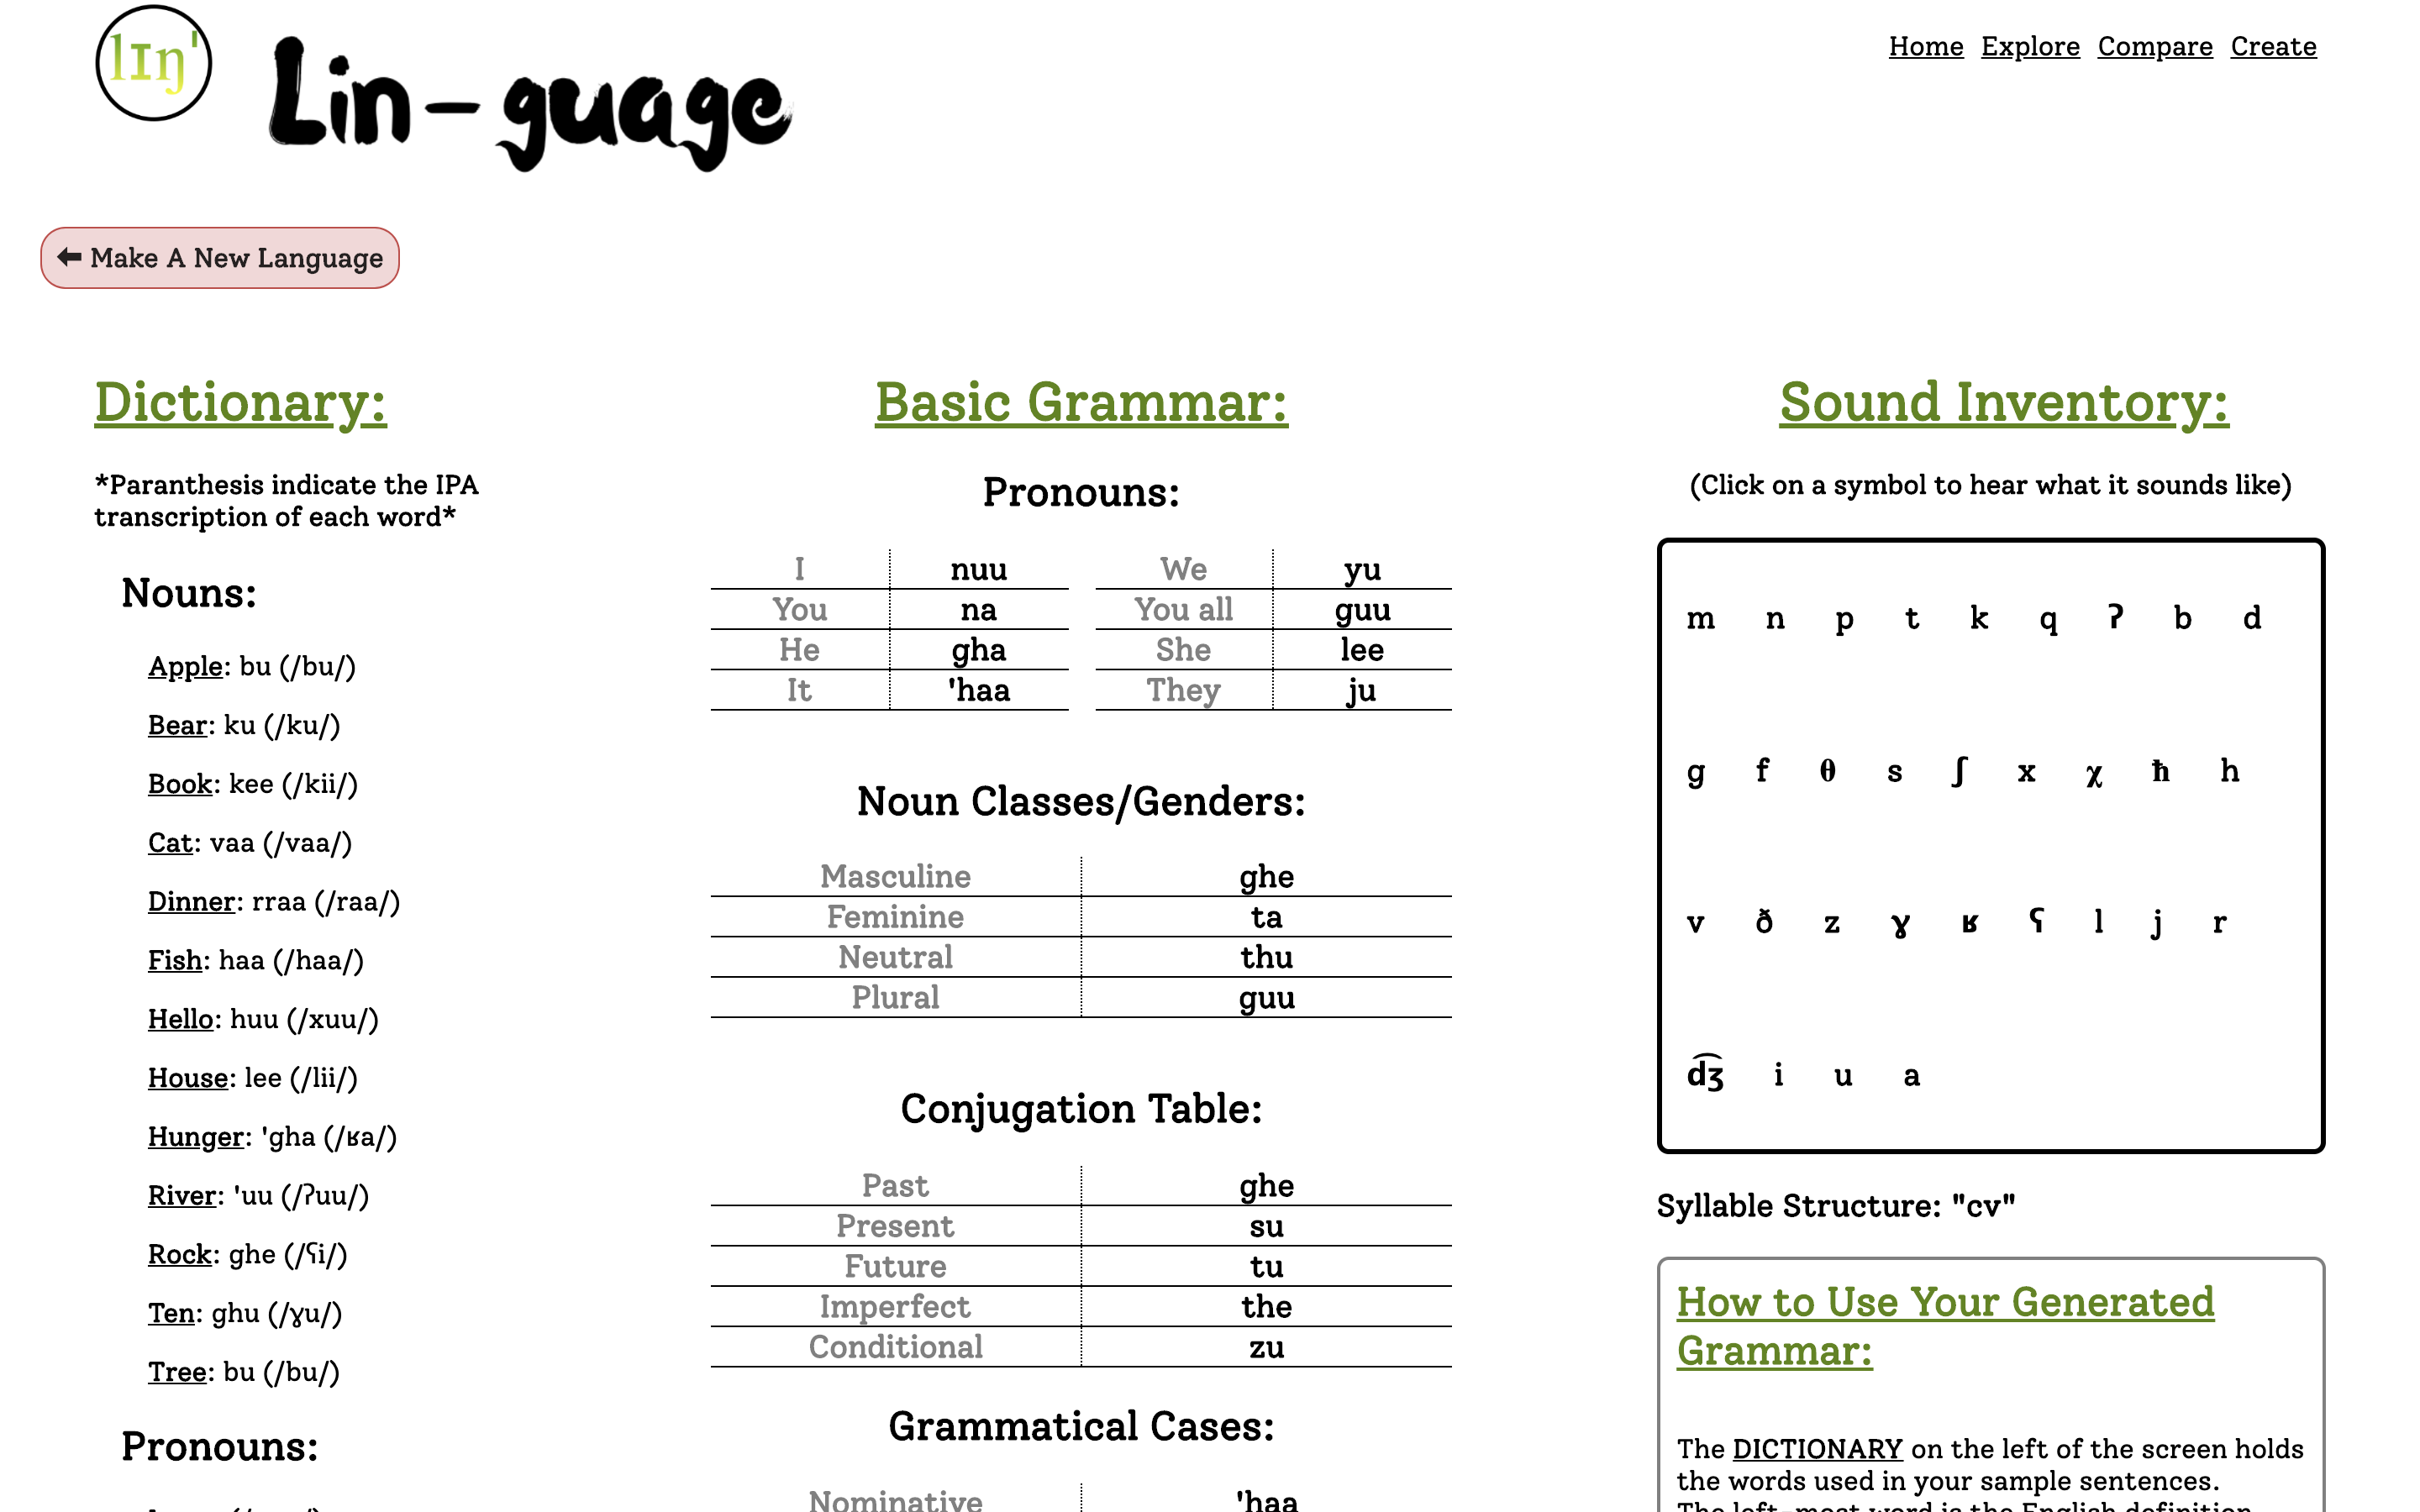 lɪŋ'
Lin-guage
Home Explore Compare Create
⬅ Make A New Language
Dictionary:
*Paranthesis indicate the IPA
transcription of each word*
Nouns:
Apple: bu (/bu/)
Bear: ku (/ku/)
Book: kee (/kii/)
Cat: vaa (/vaa/)
Dinner: rraa (/raa/)
Fish: haa (/haa/)
Hello: huu (/xuu/)
House: lee (/lii/)
Hunger: 'gha (/ʁa/)
River: 'uu (/ʔuu/)
Rock: ghe (/ʕi/)
Ten: ghu (/ɣu/)
Tree: bu (/bu/)
Pronouns:
Basic Grammar:
Pronouns:
I nuu We yu
You na You all guu
He gha She lee
It 'haa They ju
Noun Classes/Genders:
Masculine ghe
Feminine ta
Neutral thu
Plural guu
Conjugation Table:
Past ghe
Present su
Future tu
Imperfect the
Conditional zu
Grammatical Cases:
Nominative 'haa
Sound Inventory:
(Click on a symbol to hear what it sounds like)
m n p t k q ʔ b d
g f θ s ʃ x χ ħ h
v ð z ɣ ʁ ʕ l j r
d͡ʒ i u a
Syllable Structure: "cv"
How to Use Your Generated
Grammar:
The DICTIONARY on the left of the screen holds
the words used in your sample sentences.
The left-most word is the English definition